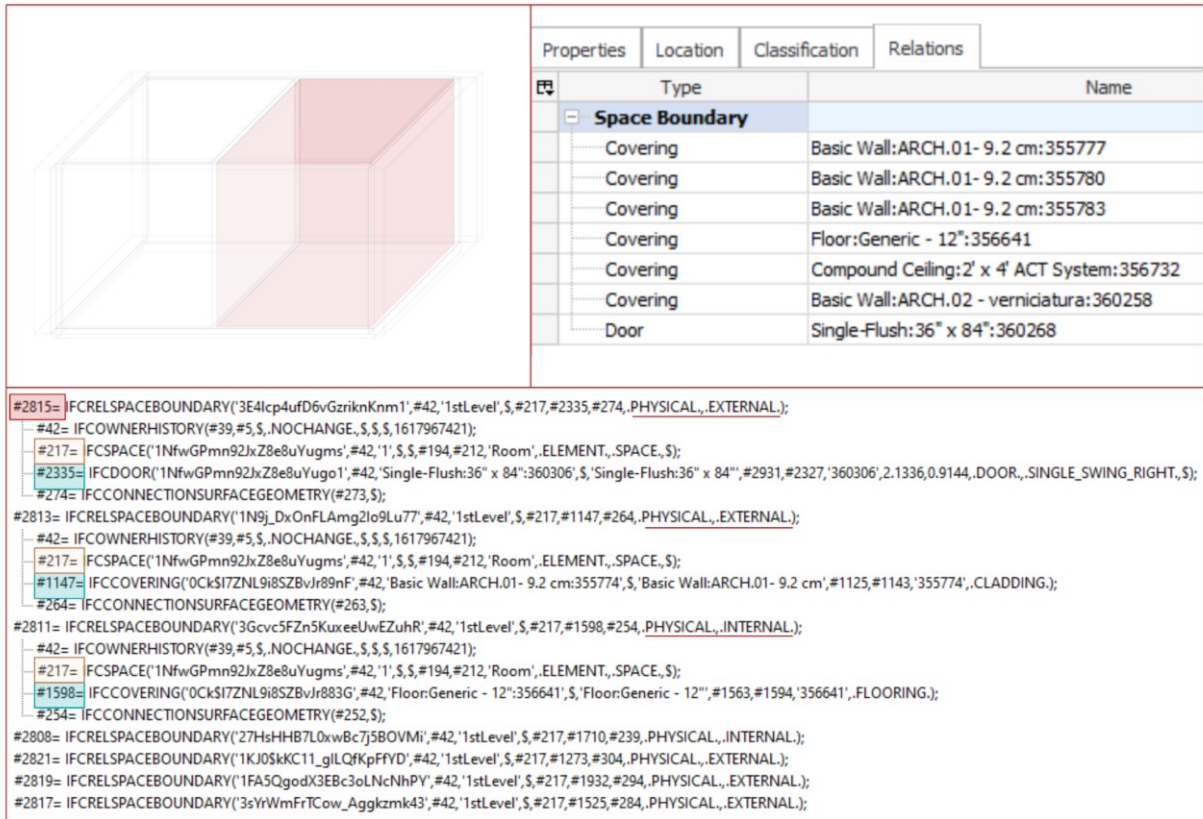 Properties Location Classification Relations
Type Name
Space Boundary
Covering Basic Wall:ARCH.01- 9.2 cm:355777
Covering Basic Wall:ARCH.01- 9.2 cm:355780
Covering Basic Wall:ARCH.01- 9.2 cm:355783
Covering Floor:Generic - 12":356641
Covering Compound Ceiling:2' x 4' ACT System:356732
Covering Basic Wall:ARCH.02 - verniciatura:360258
Door Single-Flush:36" x 84":360268
#2815= IFCRELSPACEBOUNDARY('3E4lcp4ufD6vGzriknKnm1',#42,'1stLevel',$,#217,#2335,#274,.PHYSICAL.,.EXTERNAL.);
#42= IFCOWNERHISTORY(#39,#5,$,.NOCHANGE.,$,$,$,1617967421);
#217= IFCSPACE('1NfwGPmn92JxZ8e8uYugms',#42,'1',$,$,#194,#212,'Room',.ELEMENT.,.SPACE.,$);
#2335= IFCDOOR('1NfwGPmn92JxZ8e8uYugo1',#42,'Single-Flush:36" x 84":360306',$,'Single-Flush:36" x 84"',#2931,#2327,'360306',2.1336,0.9144,.DOOR.,.SINGLE_SWING_RIGHT.,$);
#274= IFCCONNECTIONSURFACEGEOMETRY(#273,$);
#2813= IFCRELSPACEBOUNDARY('1N9j_DxOnFLAmg2Io9Lu77',#42,'1stLevel',$,#217,#1147,#264,.PHYSICAL.,.EXTERNAL.);
#42= IFCOWNERHISTORY(#39,#5,$,.NOCHANGE.,$,$,$,1617967421);
#217= IFCSPACE('1NfwGPmn92JxZ8e8uYugms',#42,'1',$,$,#194,#212,'Room',.ELEMENT.,.SPACE.,$);
#1147= IFCCOVERING('0Ck$I7ZNL9i8SZBvJr89nF',#42,'Basic Wall:ARCH.01- 9.2 cm:355774',$,'Basic Wall:ARCH.01- 9.2 cm',#1125,#1143,'355774',.CLADDING.);
#264= IFCCONNECTIONSURFACEGEOMETRY(#263,$);
#2811= IFCRELSPACEBOUNDARY('3Gcvc5FZn5KuxeeUwEZuhR',#42,'1stLevel',$,#217,#1598,#254,.PHYSICAL.,.INTERNAL.);
#42= IFCOWNERHISTORY(#39,#5,$,.NOCHANGE.,$,$,$,1617967421);
#217= IFCSPACE('1NfwGPmn92JxZ8e8uYugms',#42,'1',$,$,#194,#212,'Room',.ELEMENT.,.SPACE.,$);
#1598= IFCCOVERING('0Ck$I7ZNL9i8SZBvJr883G',#42,'Floor:Generic - 12":356641',$,'Floor:Generic - 12"',#1563,#1594,'356641',.FLOORING.);
#254= IFCCONNECTIONSURFACEGEOMETRY(#252,$);
#2808= IFCRELSPACEBOUNDARY('27HsHHB7L0xwBc7j5BOVMi',#42,'1stLevel',$,#217,#1710,#239,.PHYSICAL.,.INTERNAL.);
#2821= IFCRELSPACEBOUNDARY('1KJ0$kKC11_gILQfKpFfYD',#42,'1stLevel',$,#217,#1273,#304,.PHYSICAL.,.EXTERNAL.);
#2819= IFCRELSPACEBOUNDARY('1FA5QgodX3EBc3oLNcNhPY',#42,'1stLevel',$,#217,#1932,#294,.PHYSICAL.,.EXTERNAL.);
#2817= IFCRELSPACEBOUNDARY('3sYrWmFrTCow_Aggkzmk43',#42,'1stLevel',$,#217,#1525,#284,.PHYSICAL.,.EXTERNAL.);